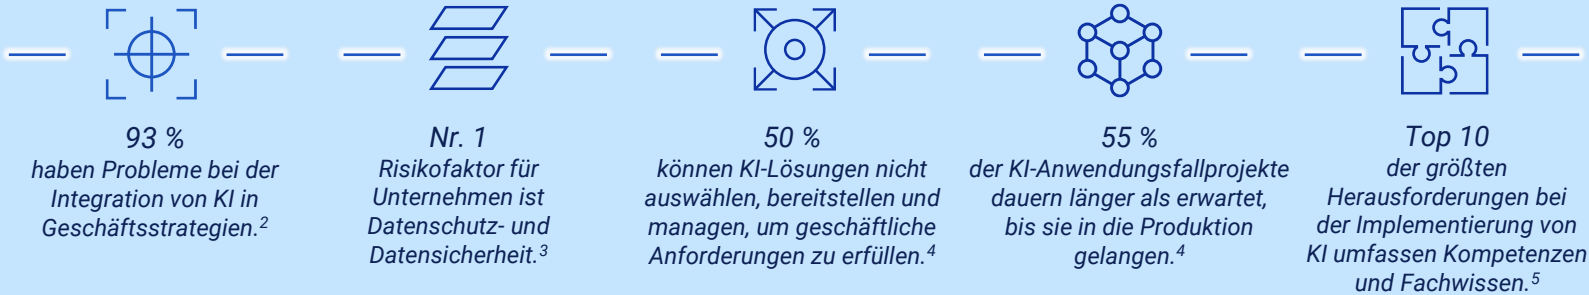 93 %
haben Probleme bei der
Integration von KI in
Geschäftsstrategien.²
Nr. 1
Risikofaktor für
Unternehmen ist
Datenschutz- und
Datensicherheit.³
50 %
können KI-Lösungen nicht
auswählen, bereitstellen und
managen, um geschäftliche
Anforderungen zu erfüllen.⁴
55 %
der KI-Anwendungsfallprojekte
dauern länger als erwartet,
bis sie in die Produktion
gelangen.⁴
Top 10
der größten
Herausforderungen bei
der Implementierung von
KI umfassen Kompetenzen
und Fachwissen.⁵